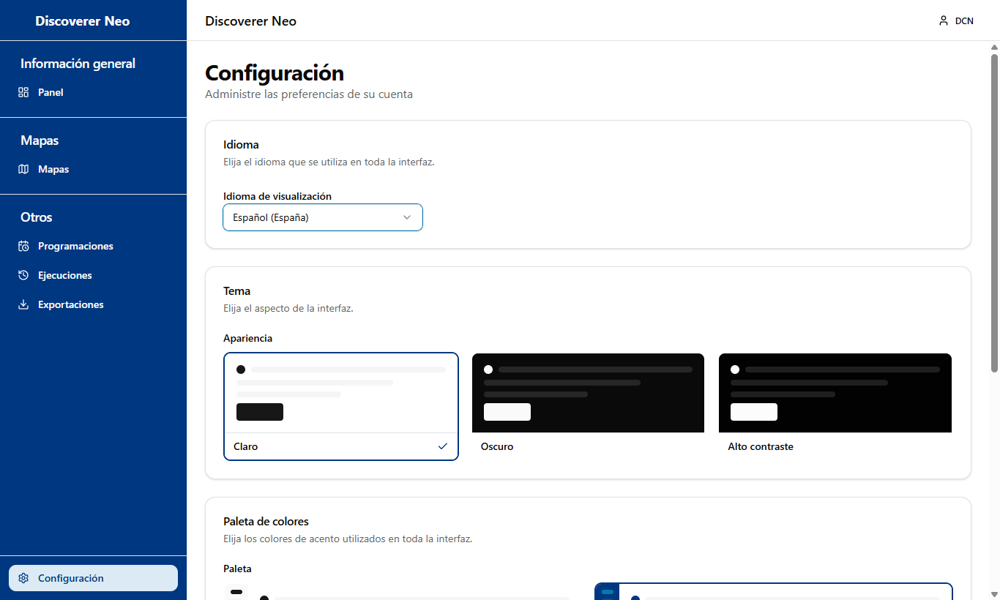 Discoverer Neo
Discoverer Neo
DCN
Información general
Panel
Mapas
Mapas
Otros
Programaciones
Ejecuciones
Exportaciones
Configuración
Configuración
Administre las preferencias de su cuenta
Idioma
Elija el idioma que se utiliza en toda la interfaz.
Idioma de visualización
Español (España)
Tema
Elija el aspecto de la interfaz.
Apariencia
Claro
Oscuro
Alto contraste
Paleta de colores
Elija los colores de acento utilizados en toda la interfaz.
Paleta